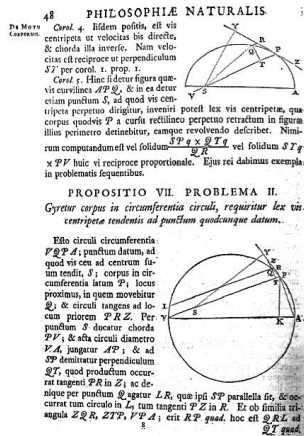 48 PHILOSOPHIÆ NATURALIS
DE MOTU
CORPORUM.
Corol. 4. Iisdem positis, est vis
centripeta ut velocitas bis directe,
& chorda illa inverse. Nam velo-
citas est reciproce ut perpendiculum
SY per corol. 1. prop. 1.
Corol. 5. Hinc si detur figura quæ-
vis curvilinea APQ, & in ea detur
etiam punctum S, ad quod vis cen-
tripeta perpetuo dirigitur, inveniri potest lex vis centripetæ, qua
corpus quodvis P a cursu rectilineo perpetuo retractum in figuræ
illius perimetro detinebitur, eamque revolvendo describet. Nimi-
rum computandum est vel solidum SPq x QTq / QR vel solidum STq
x PV huic vi reciproce proportionale. Ejus rei dabimus exempla
in problematis sequentibus.
PROPOSITIO VII. PROBLEMA II.
Gyretur corpus in circumferentia circuli, requiritur lex vis
centripetæ tendentis ad punctum quodcunque datum.
Esto circuli circumferentia
VQPA; punctum datum, ad
quod vis ceu ad centrum su-
um tendit, S; corpus in cir-
cumferentia latum P; locus
proximus, in quem movebitur
Q; & circuli tangens ad lo-
cum priorem PRZ. Per
punctum S ducatur chorda
PV; & acta circuli diametro
VA, jungatur AP; & ad
SP demittatur perpendiculum
QT, quod productum occur-
rat tangenti PR in Z; ac de-
nique per punctum Q agatur LR, quæ ipsi SP parallela sit, & oc-
currat tum circulo in L, tum tangenti PZ in R. Et ob similia tri-
angula ZQR, ZTP, VPA; erit RP quad. hoc est QRL ad
QT quad.